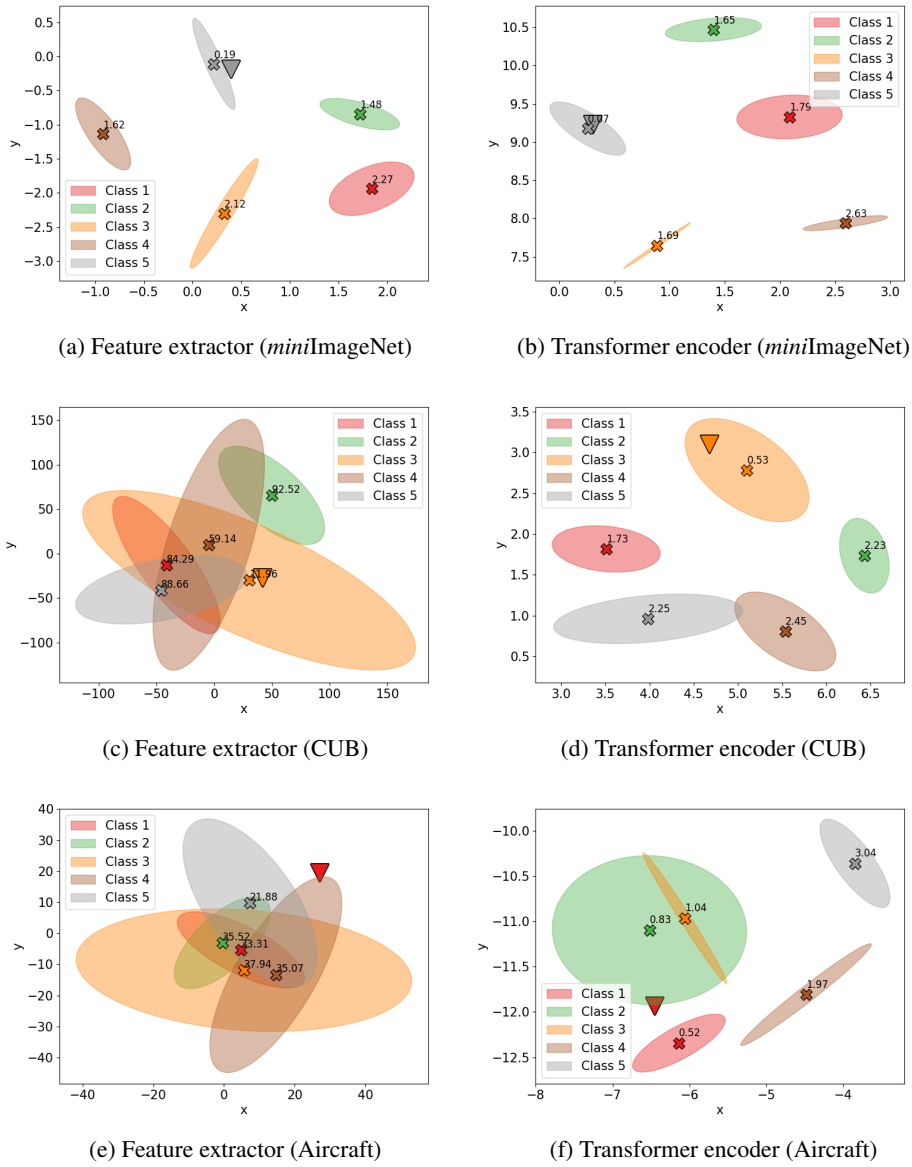 0.5
0.0
−0.5
−1.0
−1.5
−2.0
−2.5
−3.0
y
0.19
1.48
1.62
2.27
2.12
Class 1
Class 2
Class 3
Class 4
Class 5
−1.0 −0.5 0.0 0.5 1.0 1.5 2.0
x
(a) Feature extractor (miniImageNet)
10.5
10.0
9.5
9.0
8.5
8.0
7.5
y
1.65
1.79
2.63
1.69
Class 1
Class 2
Class 3
Class 4
Class 5
0.0 0.5 1.0 1.5 2.0 2.5 3.0
x
(b) Transformer encoder (miniImageNet)
150
100
50
0
−50
−100
y
92.52
59.14
84.29
88.66
Class 1
Class 2
Class 3
Class 4
Class 5
−100 −50 0 50 100 150
x
(c) Feature extractor (CUB)
3.5
3.0
2.5
2.0
1.5
1.0
0.5
y
Class 1
Class 2
Class 3
Class 4
Class 5
0.53
1.73
2.23
2.25
2.45
3.0 3.5 4.0 4.5 5.0 5.5 6.0 6.5
x
(d) Transformer encoder (CUB)
40
30
20
10
0
−10
−20
−30
−40
y
Class 1
Class 2
Class 3
Class 4
Class 5
21.88
35.52
37.94
35.07
−40 −20 0 20 40
x
(e) Feature extractor (Aircraft)
−10.0
−10.5
−11.0
−11.5
−12.0
−12.5
y
3.04
1.04
0.83
1.97
0.52
Class 1
Class 2
Class 3
Class 4
Class 5
−8 −7 −6 −5 −4 −3
x
(f) Transformer encoder (Aircraft)